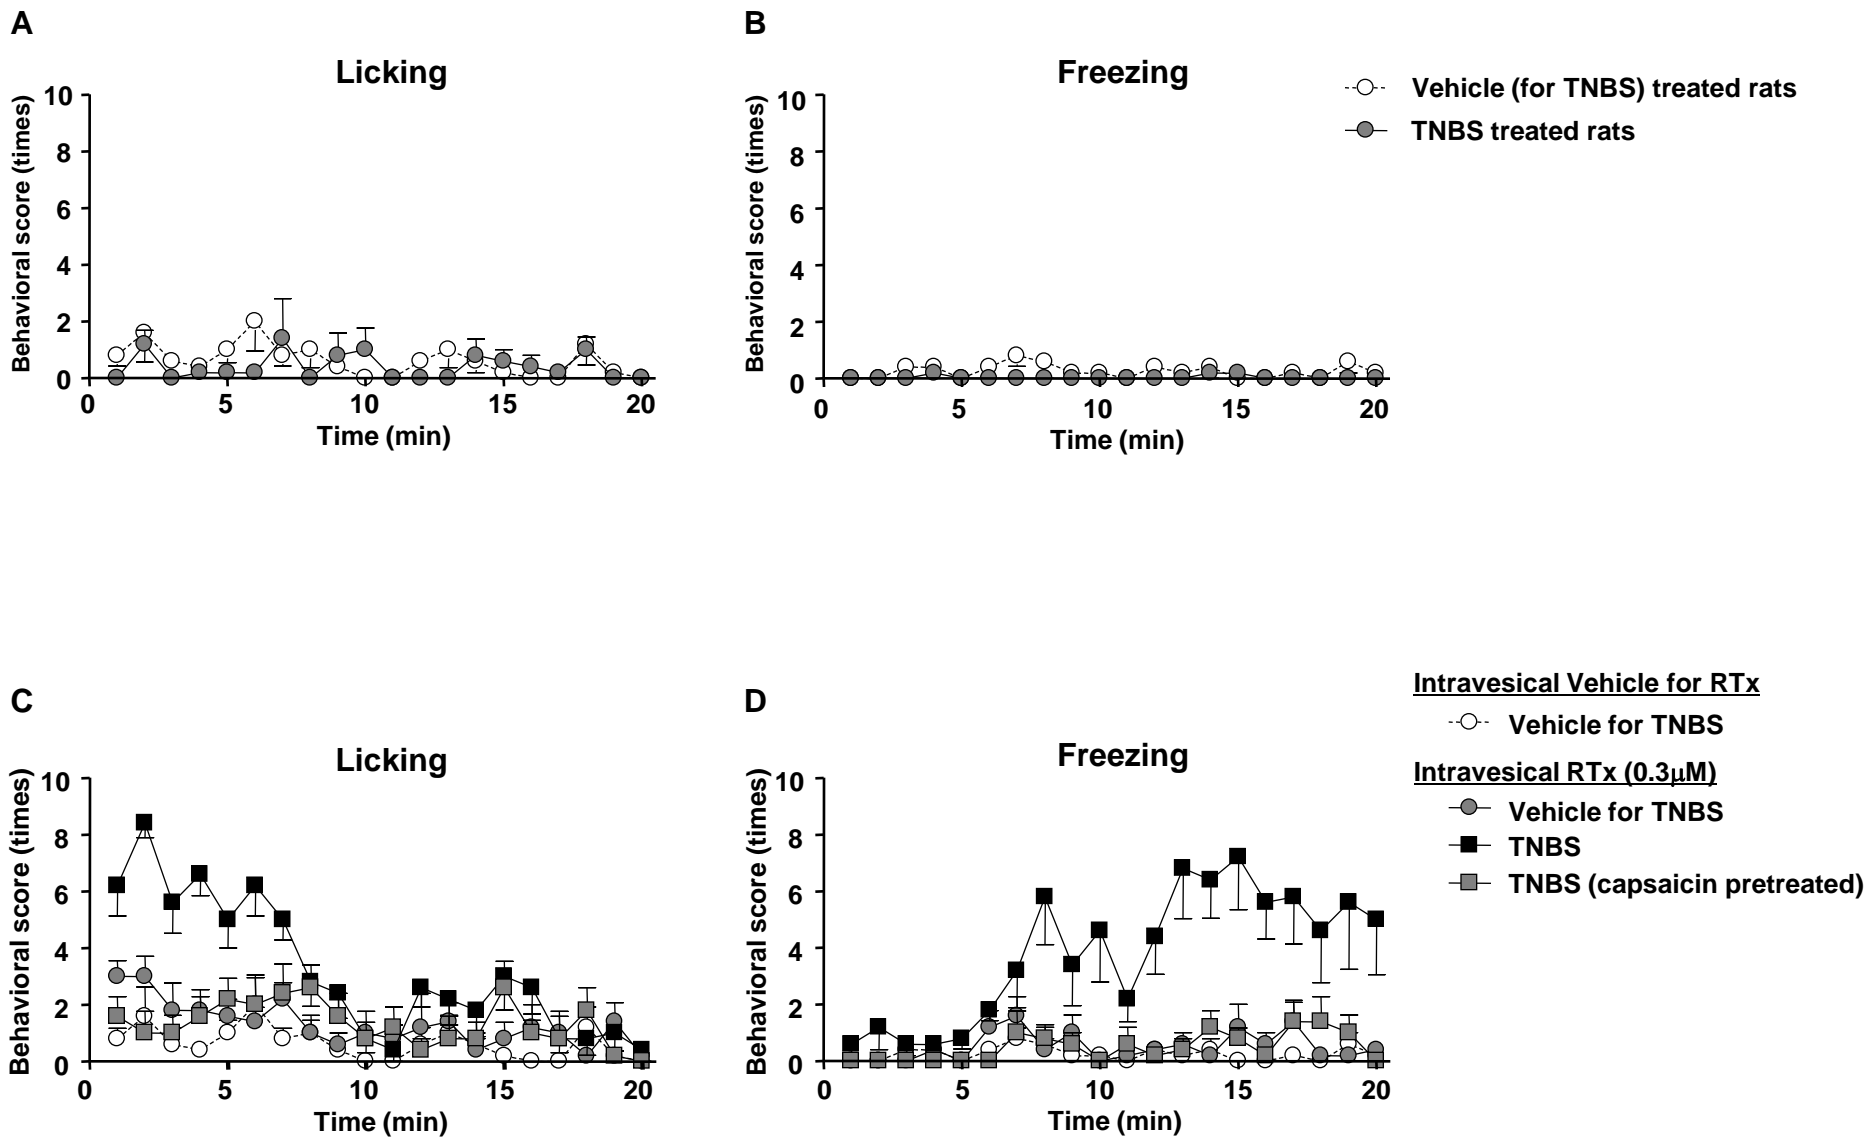 A
Licking
Behavioral score (times)
10
8
6
4
2
0
0 5 10 15 20
Time (min)
B
Freezing
Behavioral score (times)
10
8
6
4
2
0
0 5 10 15 20
Time (min)
Vehicle (for TNBS) treated rats
TNBS treated rats
C
Licking
Behavioral score (times)
10
8
6
4
2
0
0 5 10 15 20
Time (min)
D
Freezing
Behavioral score (times)
10
8
6
4
2
0
0 5 10 15 20
Time (min)
Intravesical Vehicle for RTx
Vehicle for TNBS
Intravesical RTx (0.3μM)
Vehicle for TNBS
TNBS
TNBS (capsaicin pretreated)